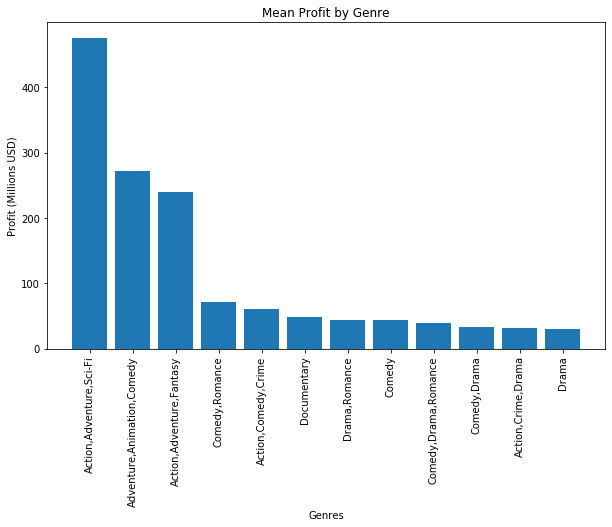 Mean Profit by Genre
Profit (Millions USD)
400
300
200
100
0
Action,Adventure,Sci-Fi
Adventure,Animation,Comedy
Action,Adventure,Fantasy
Comedy,Romance
Action,Comedy,Crime
Documentary
Drama,Romance
Comedy
Comedy,Drama,Romance
Comedy,Drama
Action,Crime,Drama
Drama
Genres